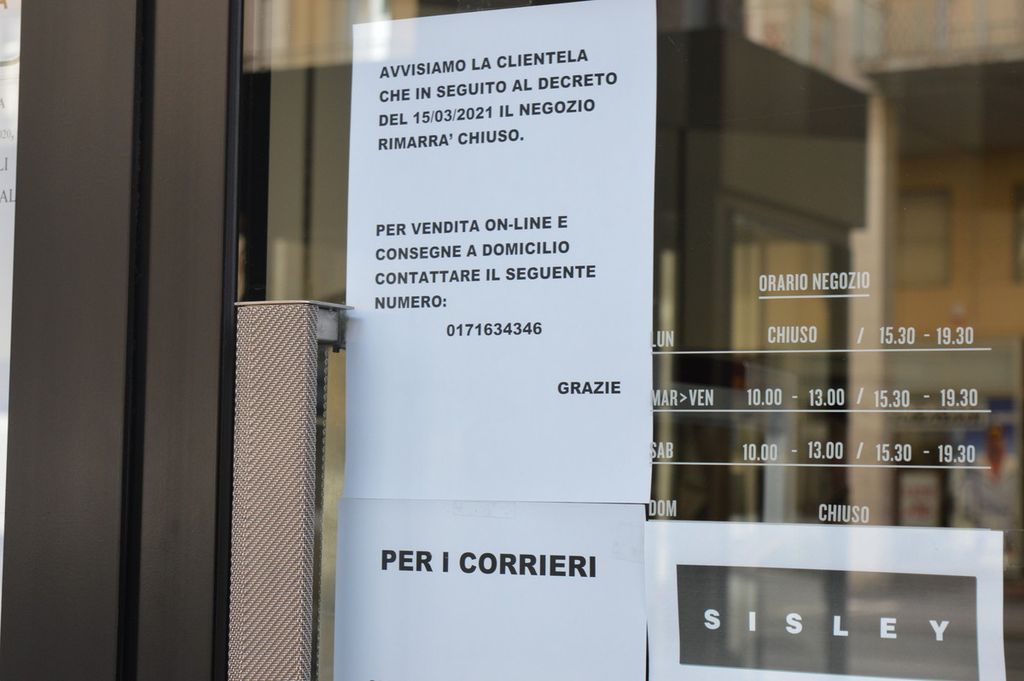 AVVISIAMO LA CLIENTELA
CHE IN SEGUITO AL DECRETO
DEL 15/03/2021 IL NEGOZIO
RIMARRA' CHIUSO.
PER VENDITA ON-LINE E
CONSEGNE A DOMICILIO
CONTATTARE IL SEGUENTE
NUMERO:
0171634346
GRAZIE
PER I CORRIERI
ORARIO NEGOZIO
LUN CHIUSO / 15.30 - 19.30
MAR>VEN 10.00 - 13.00 / 15.30 - 19.30
SAB 10.00 - 13.00 / 15.30 - 19.30
DOM CHIUSO
SISLEY